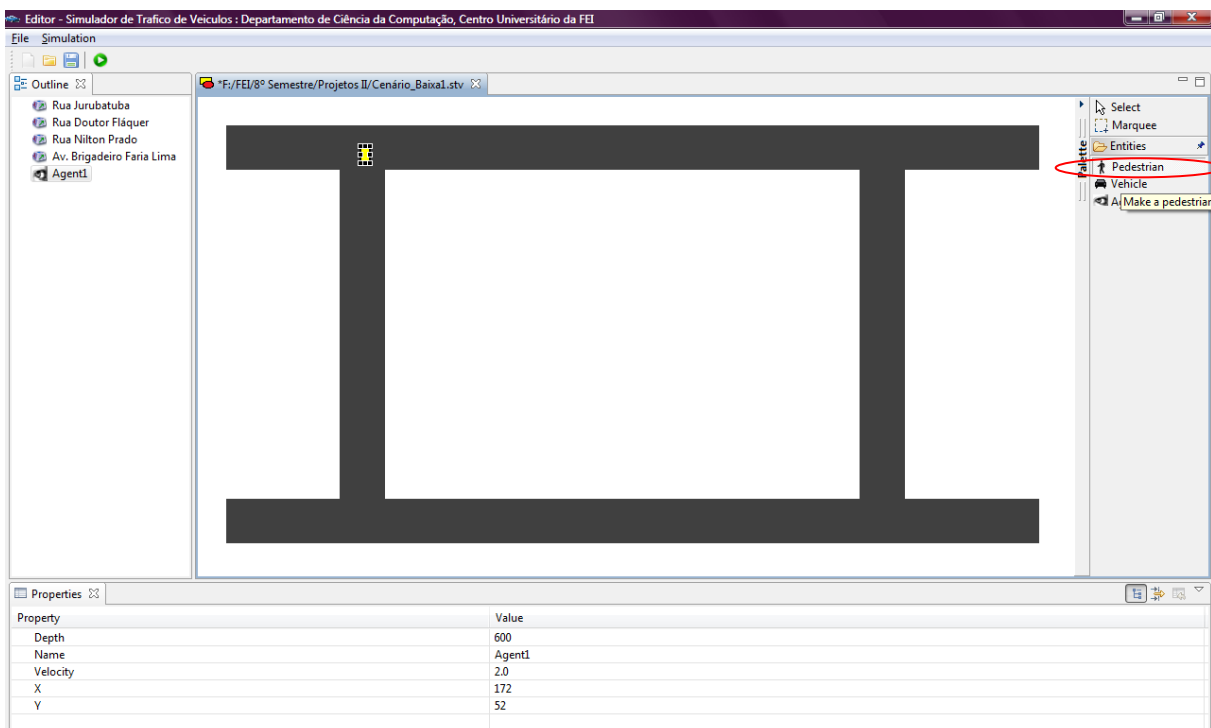 Editor - Simulador de Trafico de Veiculos : Departamento de Ciência da Computação, Centro Universitário da FEI
File Simulation
Outline
*F:/FEI/8º Semestre/Projetos II/Cenário_Baixa1.stv
Rua Jurubatuba
Rua Doutor Fláquer
Rua Nilton Prado
Av. Brigadeiro Faria Lima
Agent1
Palette
Select
Marquee
Entities
Pedestrian
Vehicle
Make a pedestrian
Properties
Property Value
Depth 600
Name Agent1
Velocity 2.0
X 172
Y 52